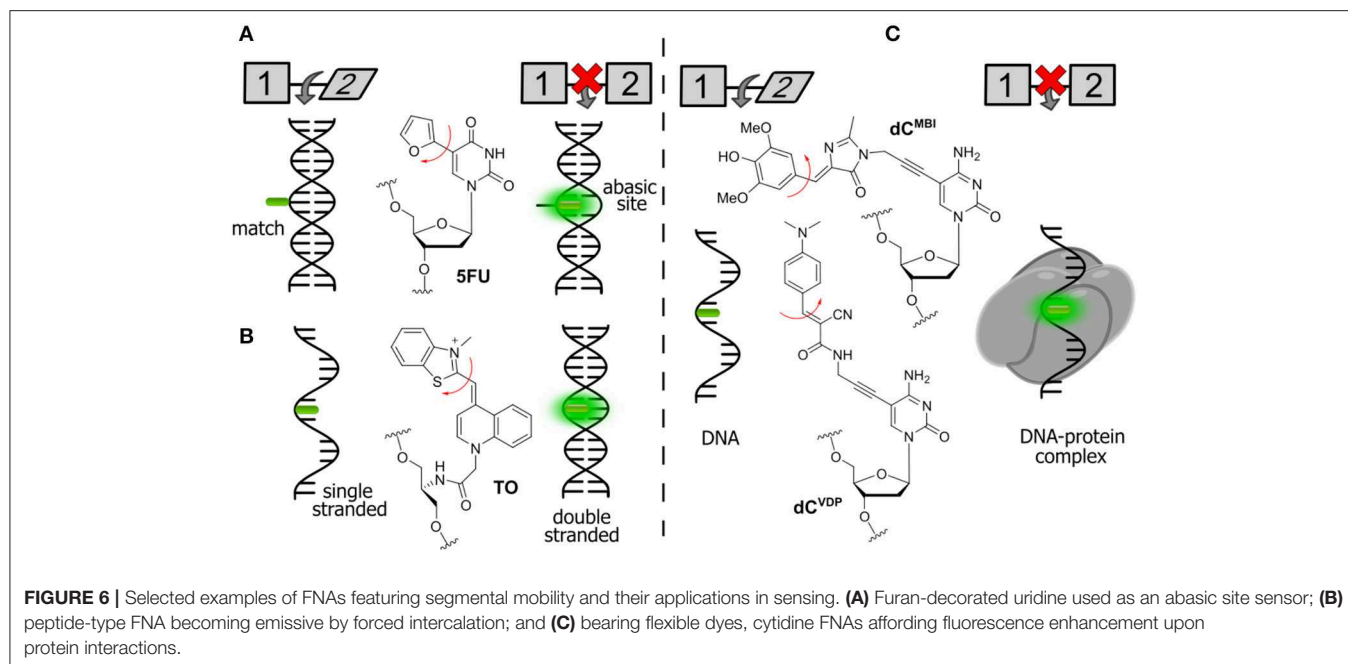 A
1
2
1
2
match
O
O
NH
O
N
O
O
O
5FU
abasic
site
B
single
stranded
N
+
S
N
O
H
N
O
O
TO
double
stranded
C
1
2
1
2
dC^MBI
MeO
HO
MeO
N
N
O
NH2
N
N
O
O
O
O
DNA
N
CN
O
NH
NH2
N
N
O
O
O
O
dC^VDP
DNA-protein
complex
FIGURE 6 | Selected examples of FNAs featuring segmental mobility and their applications in sensing. (A) Furan-decorated uridine used as an abasic site sensor; (B)
peptide-type FNA becoming emissive by forced intercalation; and (C) bearing flexible dyes, cytidine FNAs affording fluorescence enhancement upon
protein interactions.